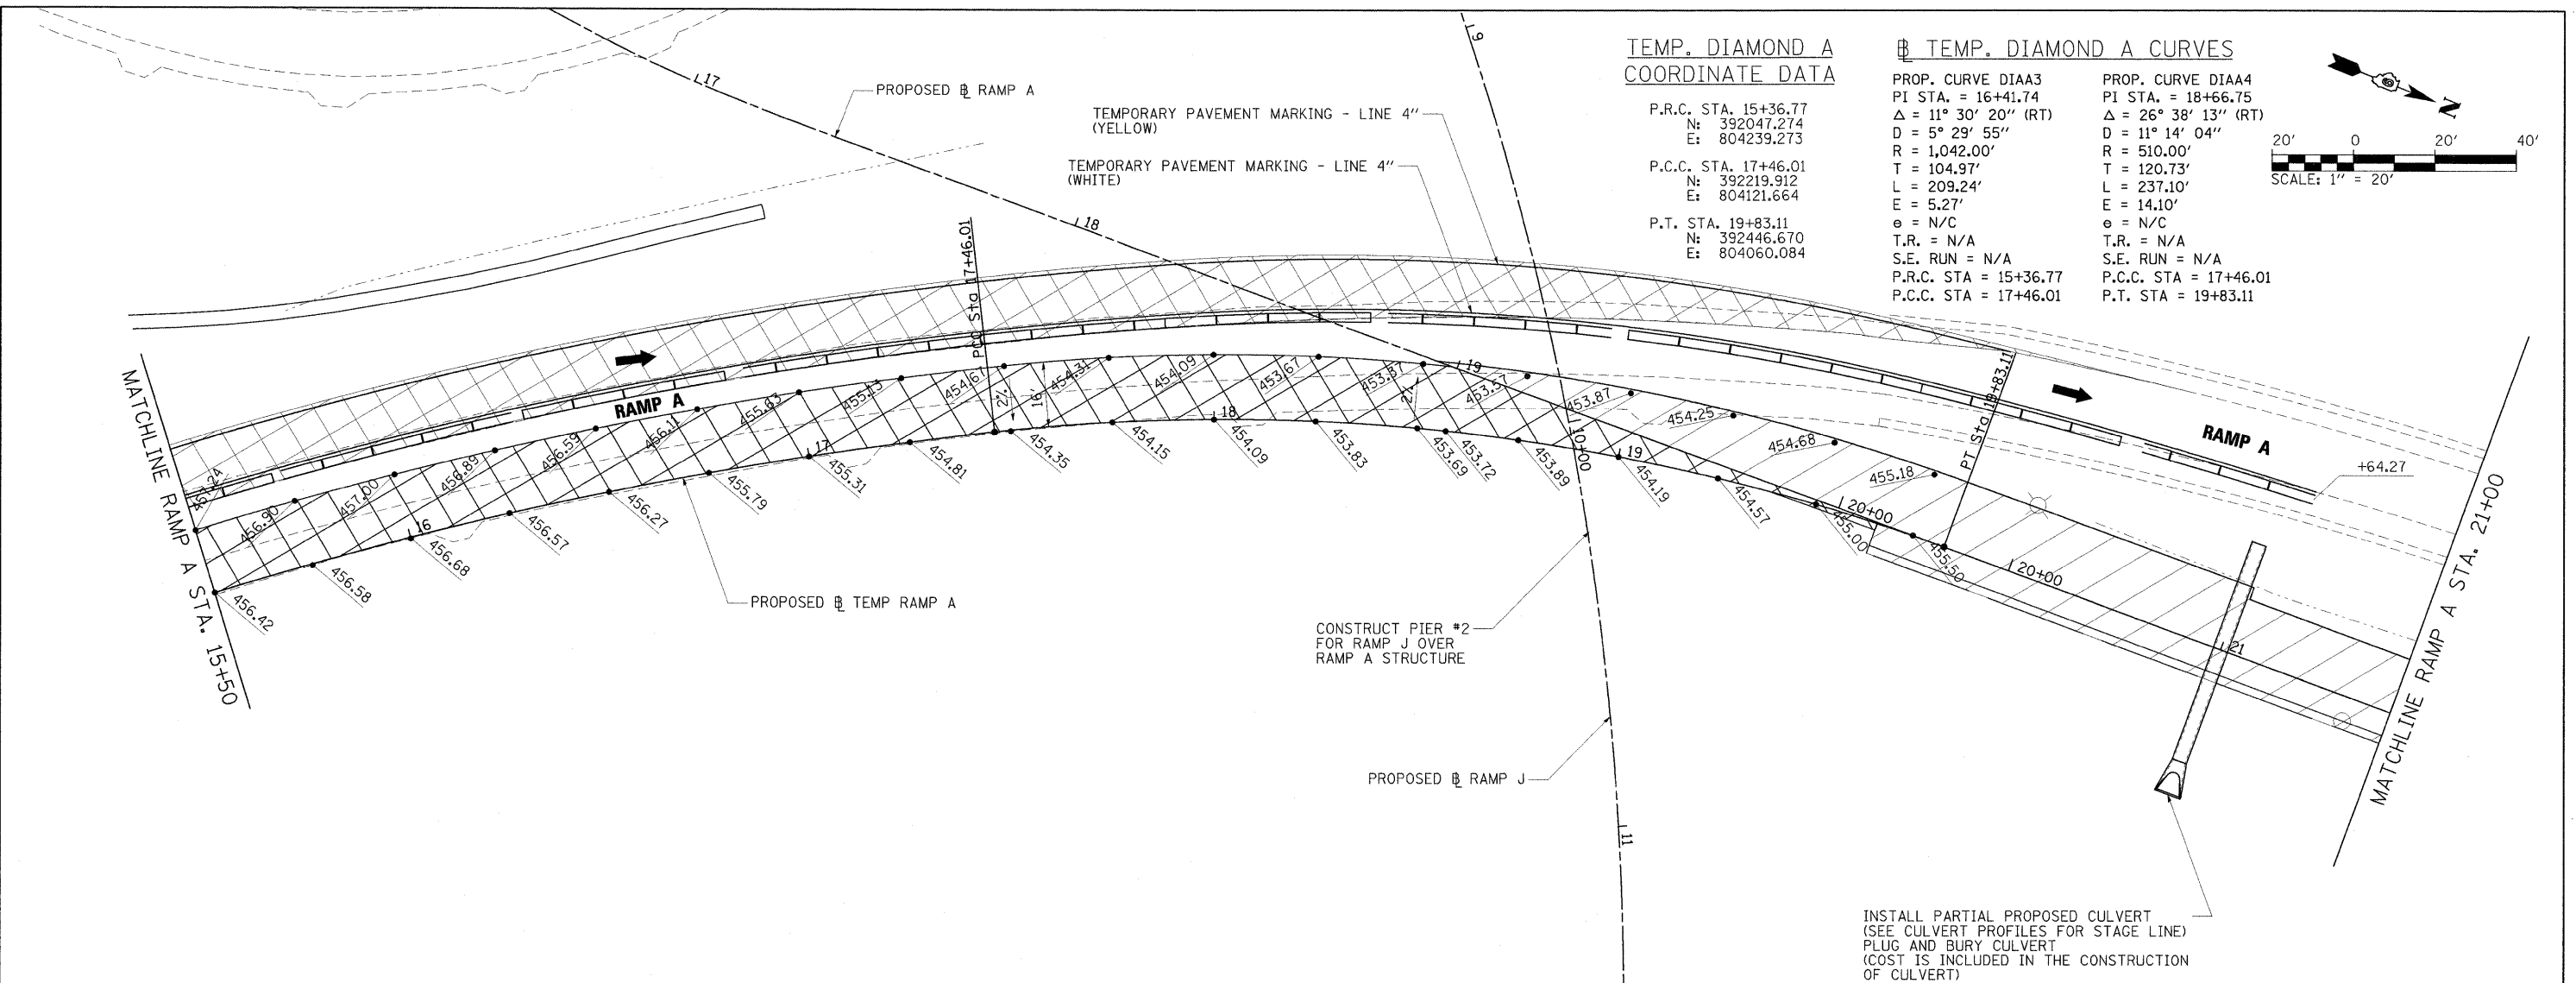 TEMP. DIAMOND A
COORDINATE DATA
P.R.C. STA. 15+36.77
N: 392047.274
E: 804239.273
P.C.C. STA. 17+46.01
N: 392219.912
E: 804121.664
P.T. STA. 19+83.11
N: 392446.670
E: 804060.084
℄ TEMP. DIAMOND A CURVES
PROP. CURVE DIAA3
PI STA. = 16+41.74
Δ = 11° 30' 20" (RT)
D = 5° 29' 55"
R = 1,042.00'
T = 104.97'
L = 209.24'
E = 5.27'
e = N/C
T.R. = N/A
S.E. RUN = N/A
P.R.C. STA = 15+36.77
P.C.C. STA = 17+46.01
PROP. CURVE DIAA4
PI STA. = 18+66.75
Δ = 26° 38' 13" (RT)
D = 11° 14' 04"
R = 510.00'
T = 120.73'
L = 237.10'
E = 14.10'
e = N/C
T.R. = N/A
S.E. RUN = N/A
P.C.C. STA = 17+46.01
P.T. STA = 19+83.11
N
20' 0 20' 40'
SCALE: 1" = 20'
17
9
PROPOSED ℄ RAMP A
TEMPORARY PAVEMENT MARKING - LINE 4"
(YELLOW)
TEMPORARY PAVEMENT MARKING - LINE 4"
(WHITE)
18
PCC Sta 17+46.01
MATCHLINE RAMP A STA. 15+50
RAMP A
457.24
456.90
457.00
456.89
456.59
456.11
455.63
455.13
454.67
454.31
454.09
453.67
453.37
453.57
453.87
454.25
454.68
455.18
2%
16'
2%
19
16
17
18
19
10+00
20+00
20+00
21
456.42
456.58
456.68
456.57
456.27
455.79
455.31
454.81
454.35
454.15
454.09
453.83
453.69
453.72
453.89
454.19
454.57
455.00
455.50
PT Sta 19+83.11
RAMP A
+64.27
MATCHLINE RAMP A STA. 21+00
PROPOSED ℄ TEMP RAMP A
CONSTRUCT PIER #2
FOR RAMP J OVER
RAMP A STRUCTURE
PROPOSED ℄ RAMP J
11
INSTALL PARTIAL PROPOSED CULVERT
(SEE CULVERT PROFILES FOR STAGE LINE)
PLUG AND BURY CULVERT
(COST IS INCLUDED IN THE CONSTRUCTION
OF CULVERT)